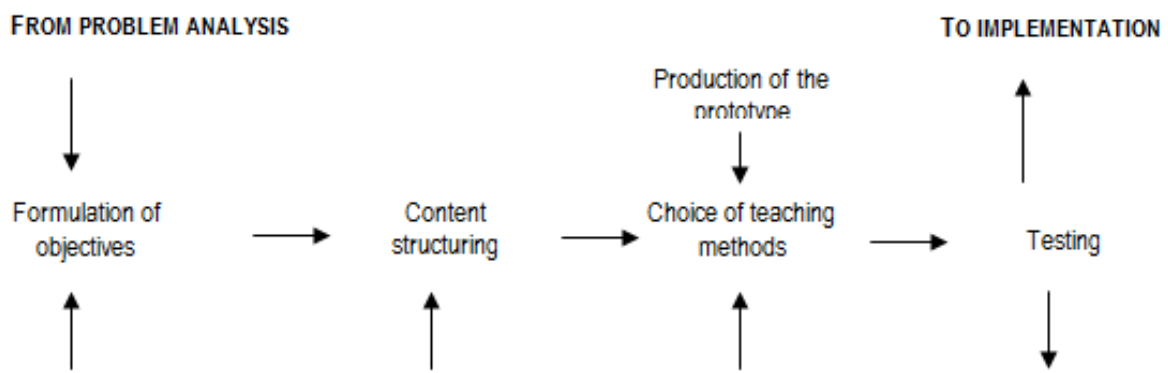 FROM PROBLEM ANALYSIS
TO IMPLEMENTATION
Production of the
prototype
Formulation of
objectives
Content
structuring
Choice of teaching
methods
Testing